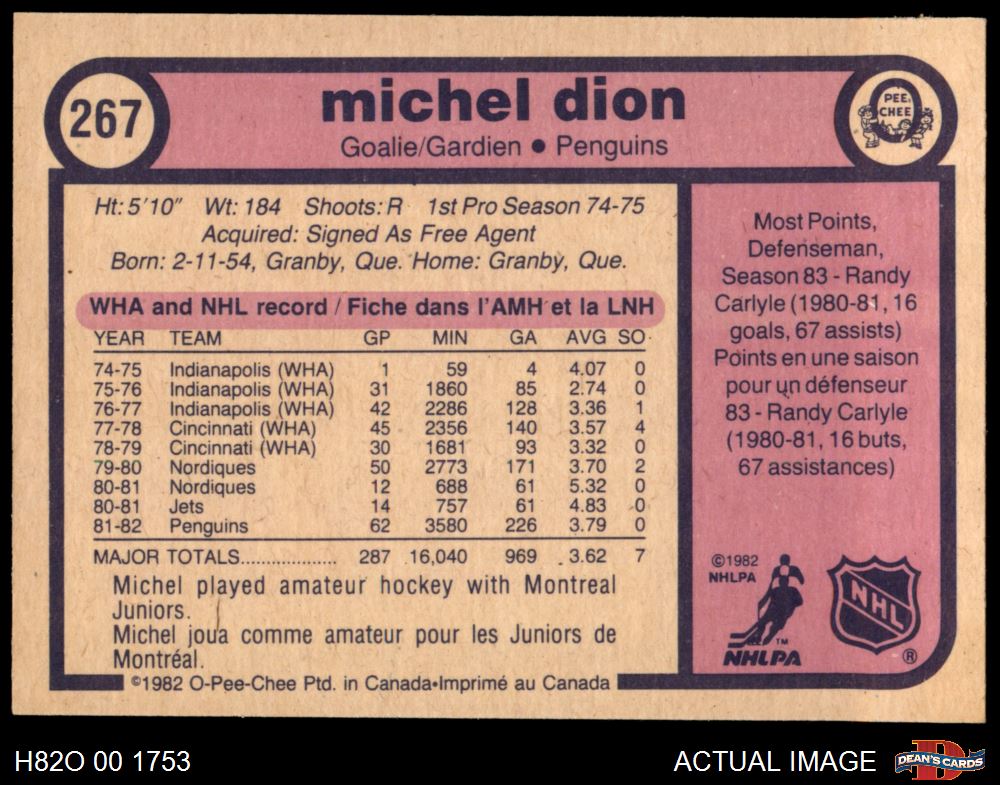 267
michel dion
Goalie/Gardien • Penguins
O
PEE
CHEE
Ht: 5'10" Wt: 184 Shoots: R 1st Pro Season 74-75
Acquired: Signed As Free Agent
Born: 2-11-54, Granby, Que. Home: Granby, Que.
WHA and NHL record / Fiche dans l'AMH et la LNH
YEAR TEAM GP MIN GA AVG SO
74-75 Indianapolis (WHA) 1 59 4 4.07 0
75-76 Indianapolis (WHA) 31 1860 85 2.74 0
76-77 Indianapolis (WHA) 42 2286 128 3.36 1
77-78 Cincinnati (WHA) 45 2356 140 3.57 4
78-79 Cincinnati (WHA) 30 1681 93 3.32 0
79-80 Nordiques 50 2773 171 3.70 2
80-81 Nordiques 12 688 61 5.32 0
80-81 Jets 14 757 61 4.83 0
81-82 Penguins 62 3580 226 3.79 0
MAJOR TOTALS................... 287 16,040 969 3.62 7
Michel played amateur hockey with Montreal
Juniors.
Michel joua comme amateur pour les Juniors de
Montréal.
©1982 O-Pee-Chee Ptd. in Canada•Imprimé au Canada
Most Points,
Defenseman,
Season 83 - Randy
Carlyle (1980-81, 16
goals, 67 assists)
Points en une saison
pour un défenseur
83 - Randy Carlyle
(1980-81, 16 buts,
67 assistances)
©1982
NHLPA
TM
NHLPA
NHL
®
H82O 00 1753
ACTUAL IMAGE
D
DEAN'S CARDS